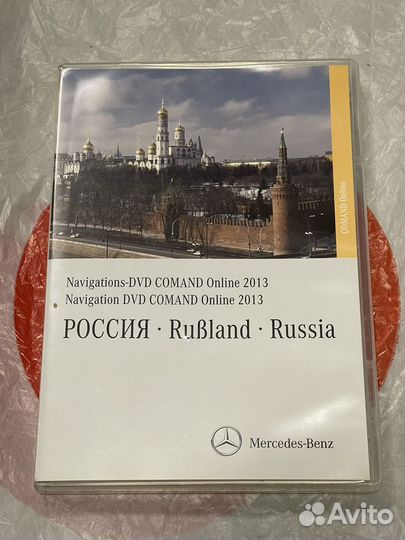 COMAND Online
Navigations-DVD COMAND Online 2013
Navigation DVD COMAND Online 2013
РОССИЯ · Rußland · Russia
Mercedes-Benz
Avito